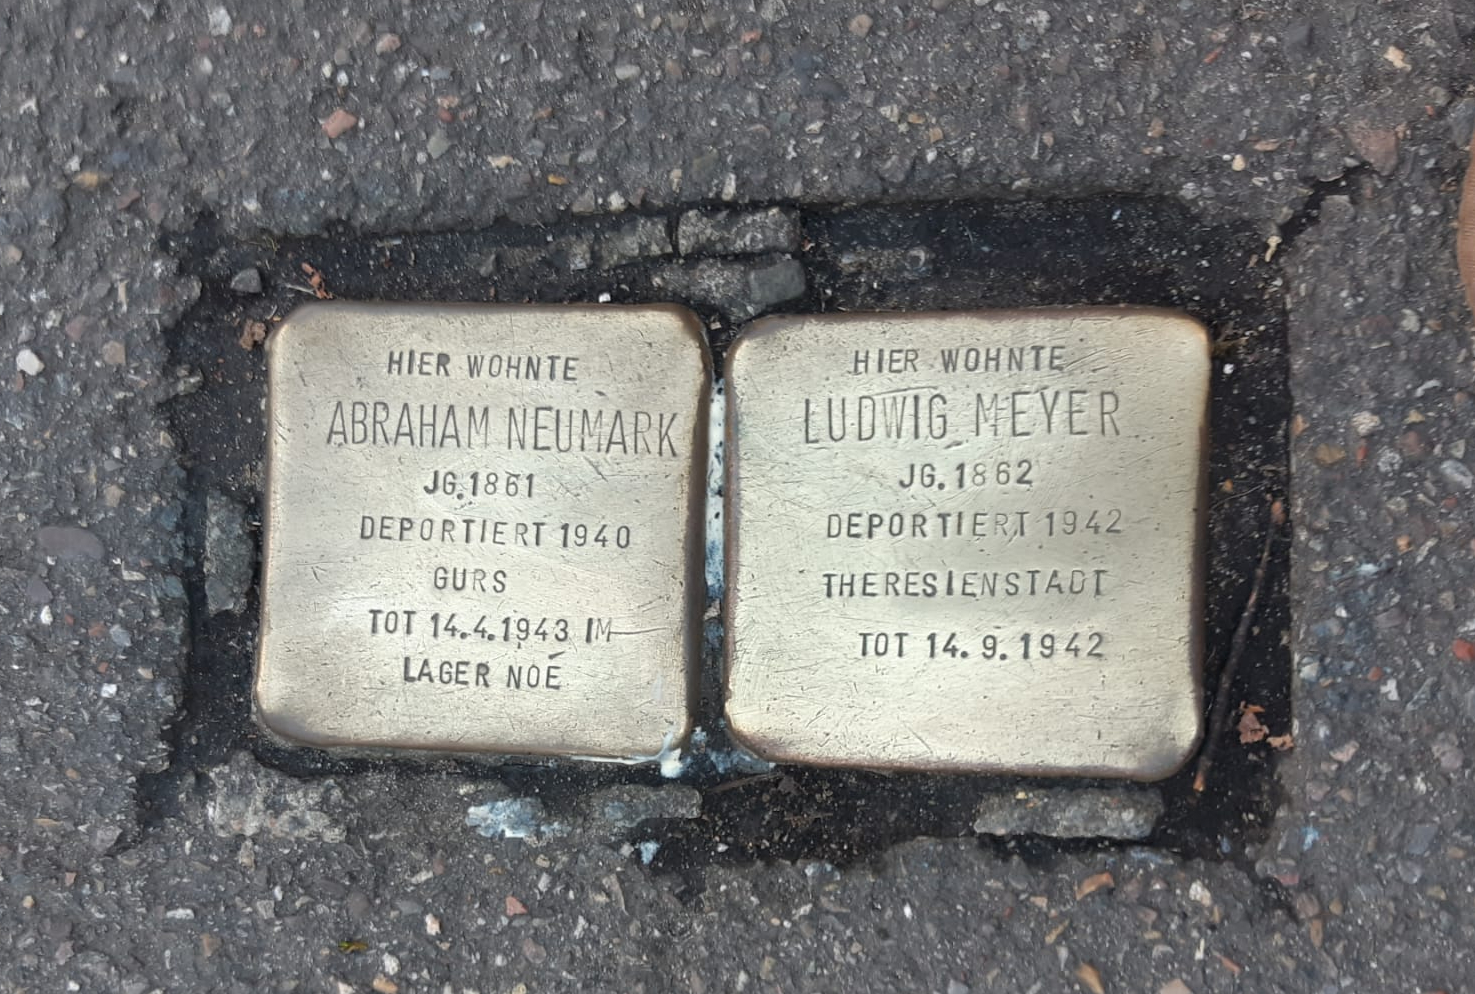 HIER WOHNTE
ABRAHAM NEUMARK
JG.1861
DEPORTIERT 1940
GURS
TOT 14.4.1943 IM
LAGER NOÉ
HIER WOHNTE
LUDWIG MEYER
JG.1862
DEPORTIERT 1942
THERESIENSTADT
TOT 14.9.1942